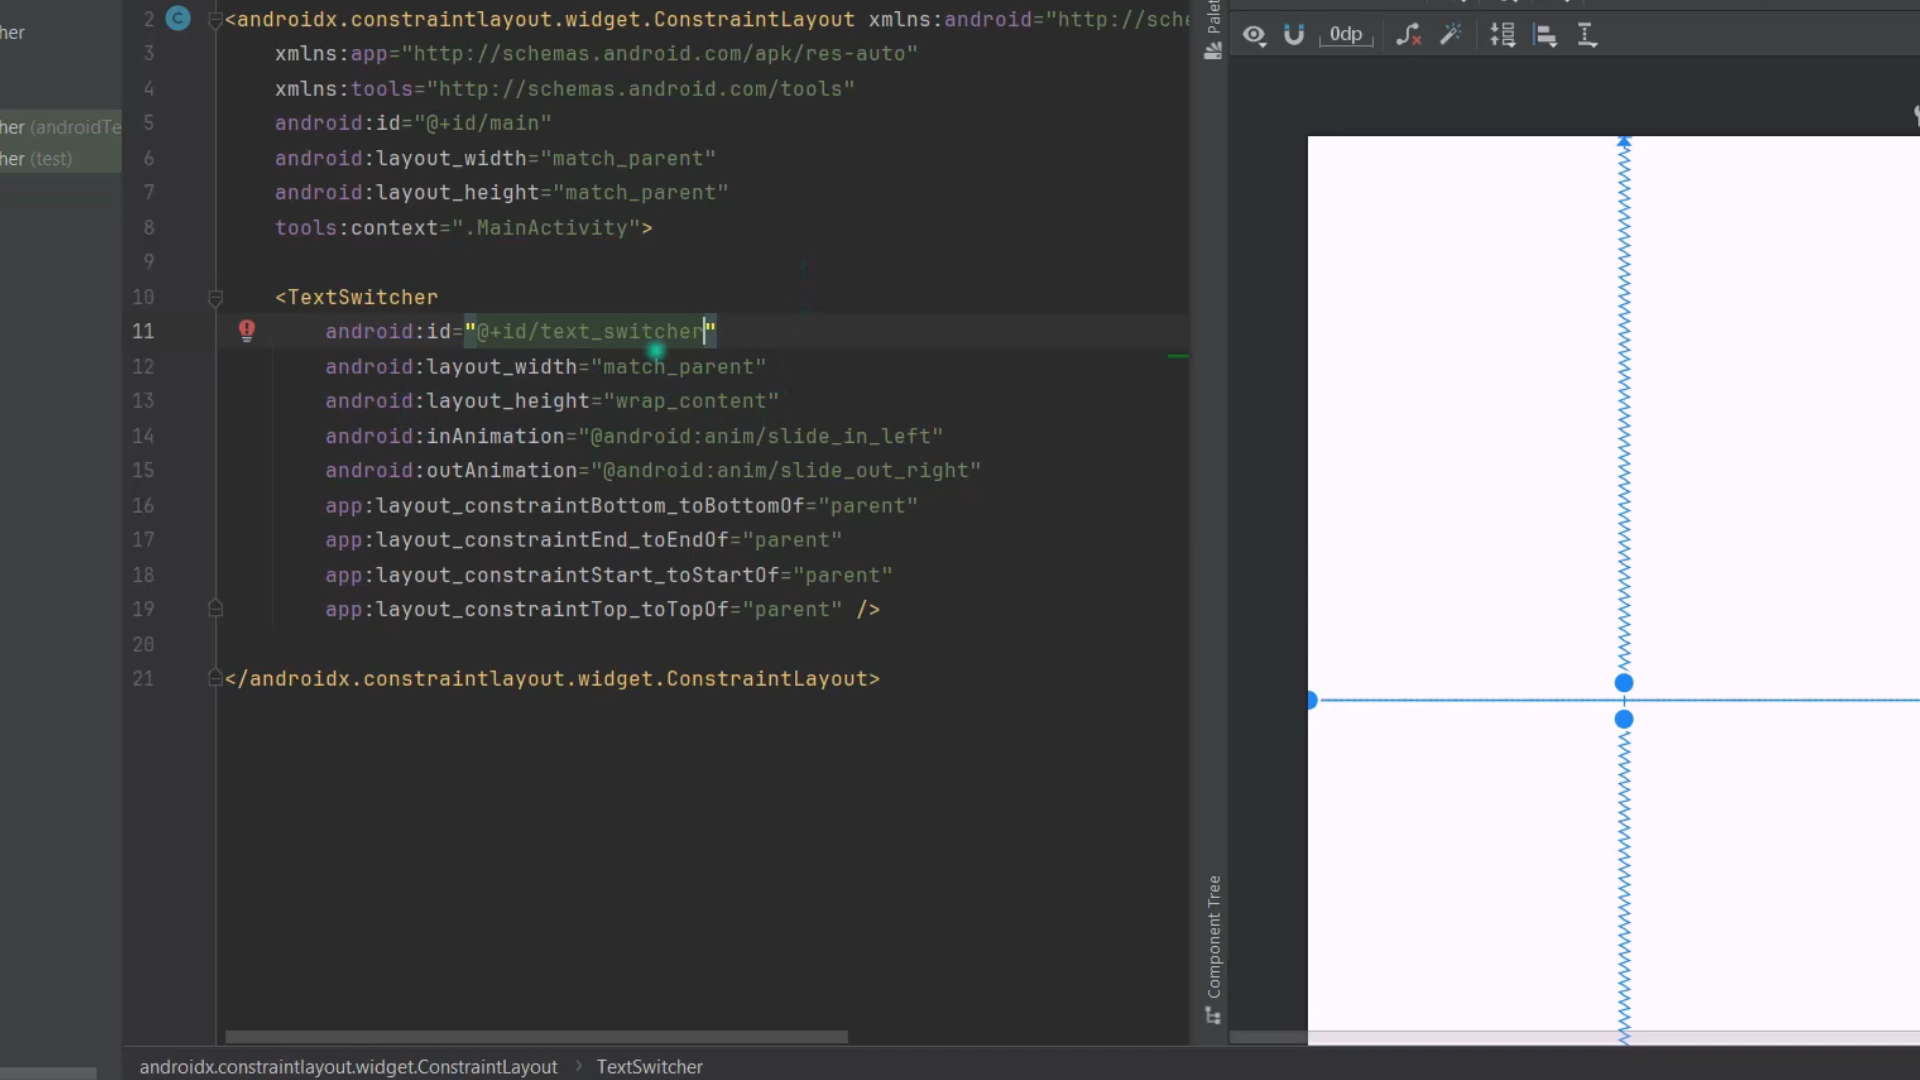 her
her (androidTe
her (test)
2 <androidx.constraintlayout.widget.ConstraintLayout xmlns:android="http://sche
3 xmlns:app="http://schemas.android.com/apk/res-auto"
4 xmlns:tools="http://schemas.android.com/tools"
5 android:id="@+id/main"
6 android:layout_width="match_parent"
7 android:layout_height="match_parent"
8 tools:context=".MainActivity">
9
10 <TextSwitcher
11 android:id="@+id/text_switcher"
12 android:layout_width="match_parent"
13 android:layout_height="wrap_content"
14 android:inAnimation="@android:anim/slide_in_left"
15 android:outAnimation="@android:anim/slide_out_right"
16 app:layout_constraintBottom_toBottomOf="parent"
17 app:layout_constraintEnd_toEndOf="parent"
18 app:layout_constraintStart_toStartOf="parent"
19 app:layout_constraintTop_toTopOf="parent" />
20
21 </androidx.constraintlayout.widget.ConstraintLayout>
C
Palet
0dp
Component Tree
androidx.constraintlayout.widget.ConstraintLayout › TextSwitcher